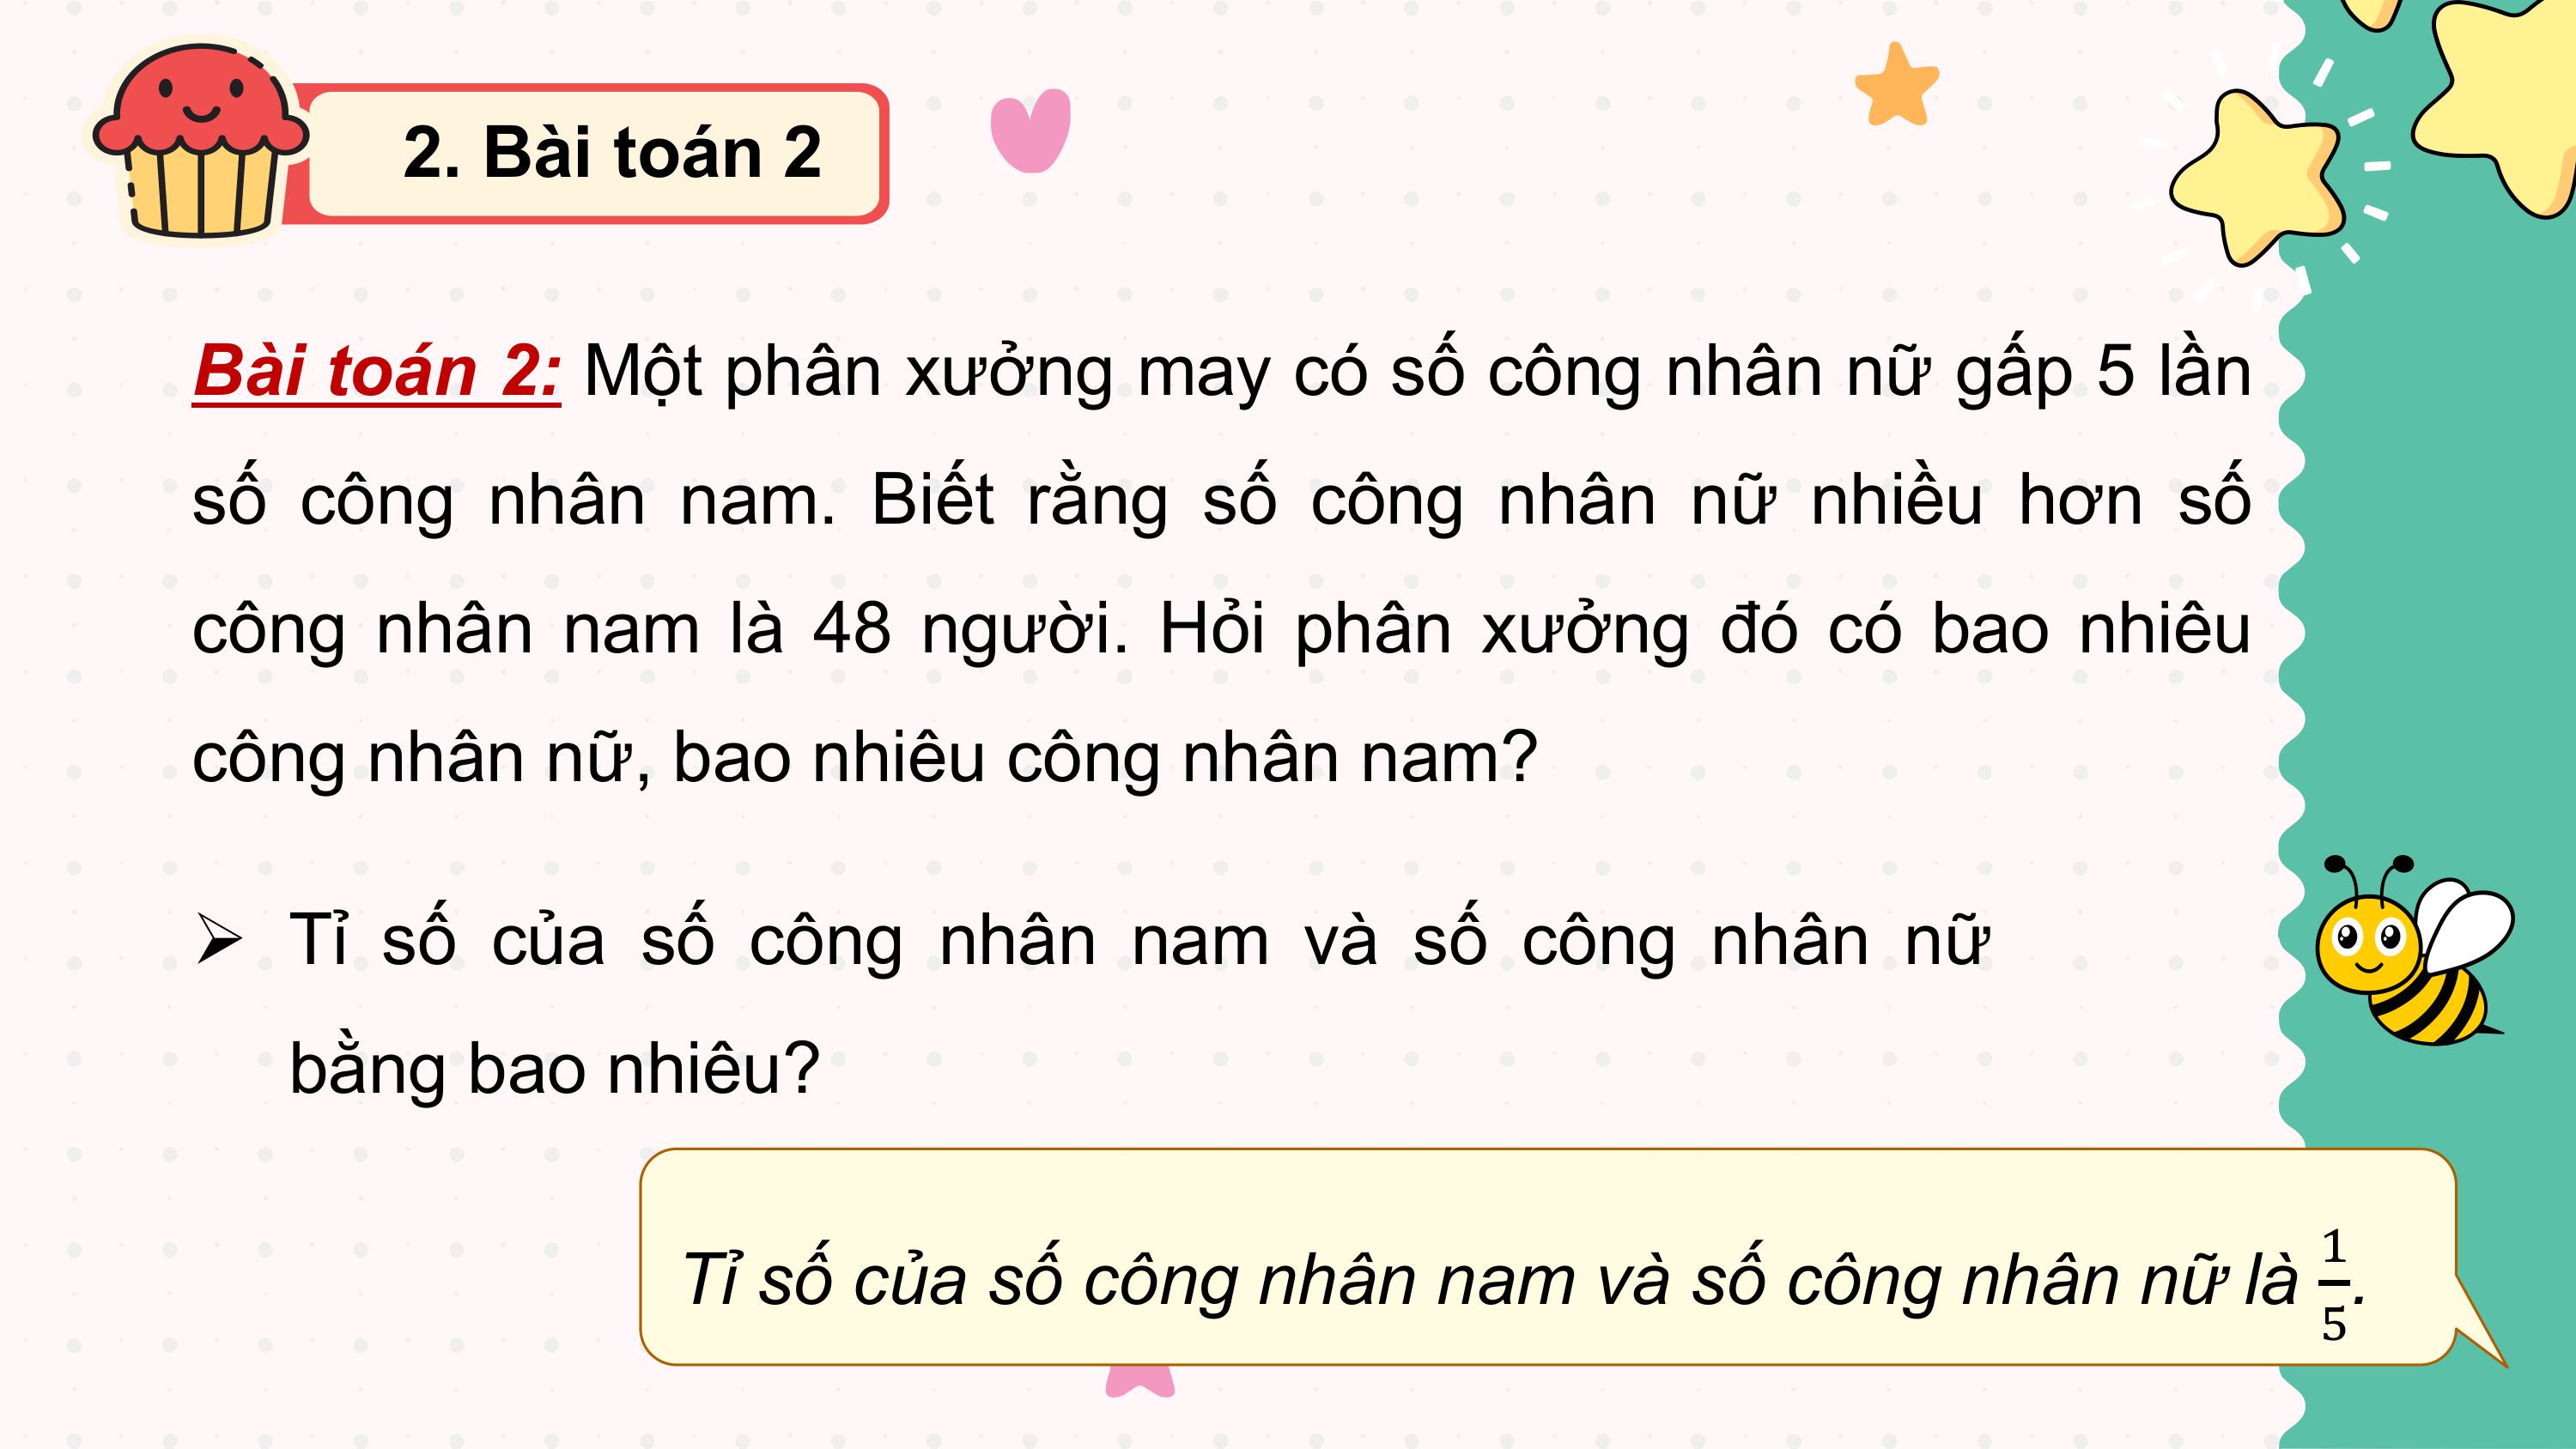 2. Bài toán 2
Bài toán 2: Một phân xưởng may có số công nhân nữ gấp 5 lần
số công nhân nam. Biết rằng số công nhân nữ nhiều hơn số
công nhân nam là 48 người. Hỏi phân xưởng đó có bao nhiêu
công nhân nữ, bao nhiêu công nhân nam?
➢ Tỉ số của số công nhân nam và số công nhân nữ
bằng bao nhiêu?
Tỉ số của số công nhân nam và số công nhân nữ là 1/5.